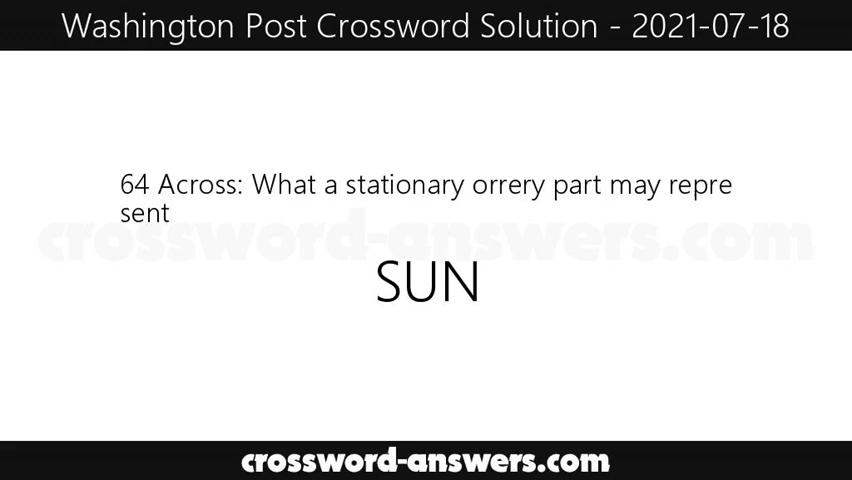 Washington Post Crossword Solution - 2021-07-18
64 Across: What a stationary orrery part may repre
sent
crossword-answers.com
SUN
crossword-answers.com